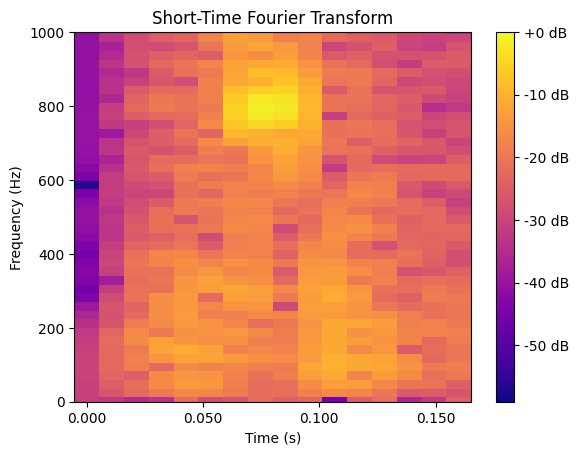 Short-Time Fourier Transform
1000
800
600
400
200
0
Frequency (Hz)
0.000
0.050
0.100
0.150
Time (s)
+0 dB
-10 dB
-20 dB
-30 dB
-40 dB
-50 dB